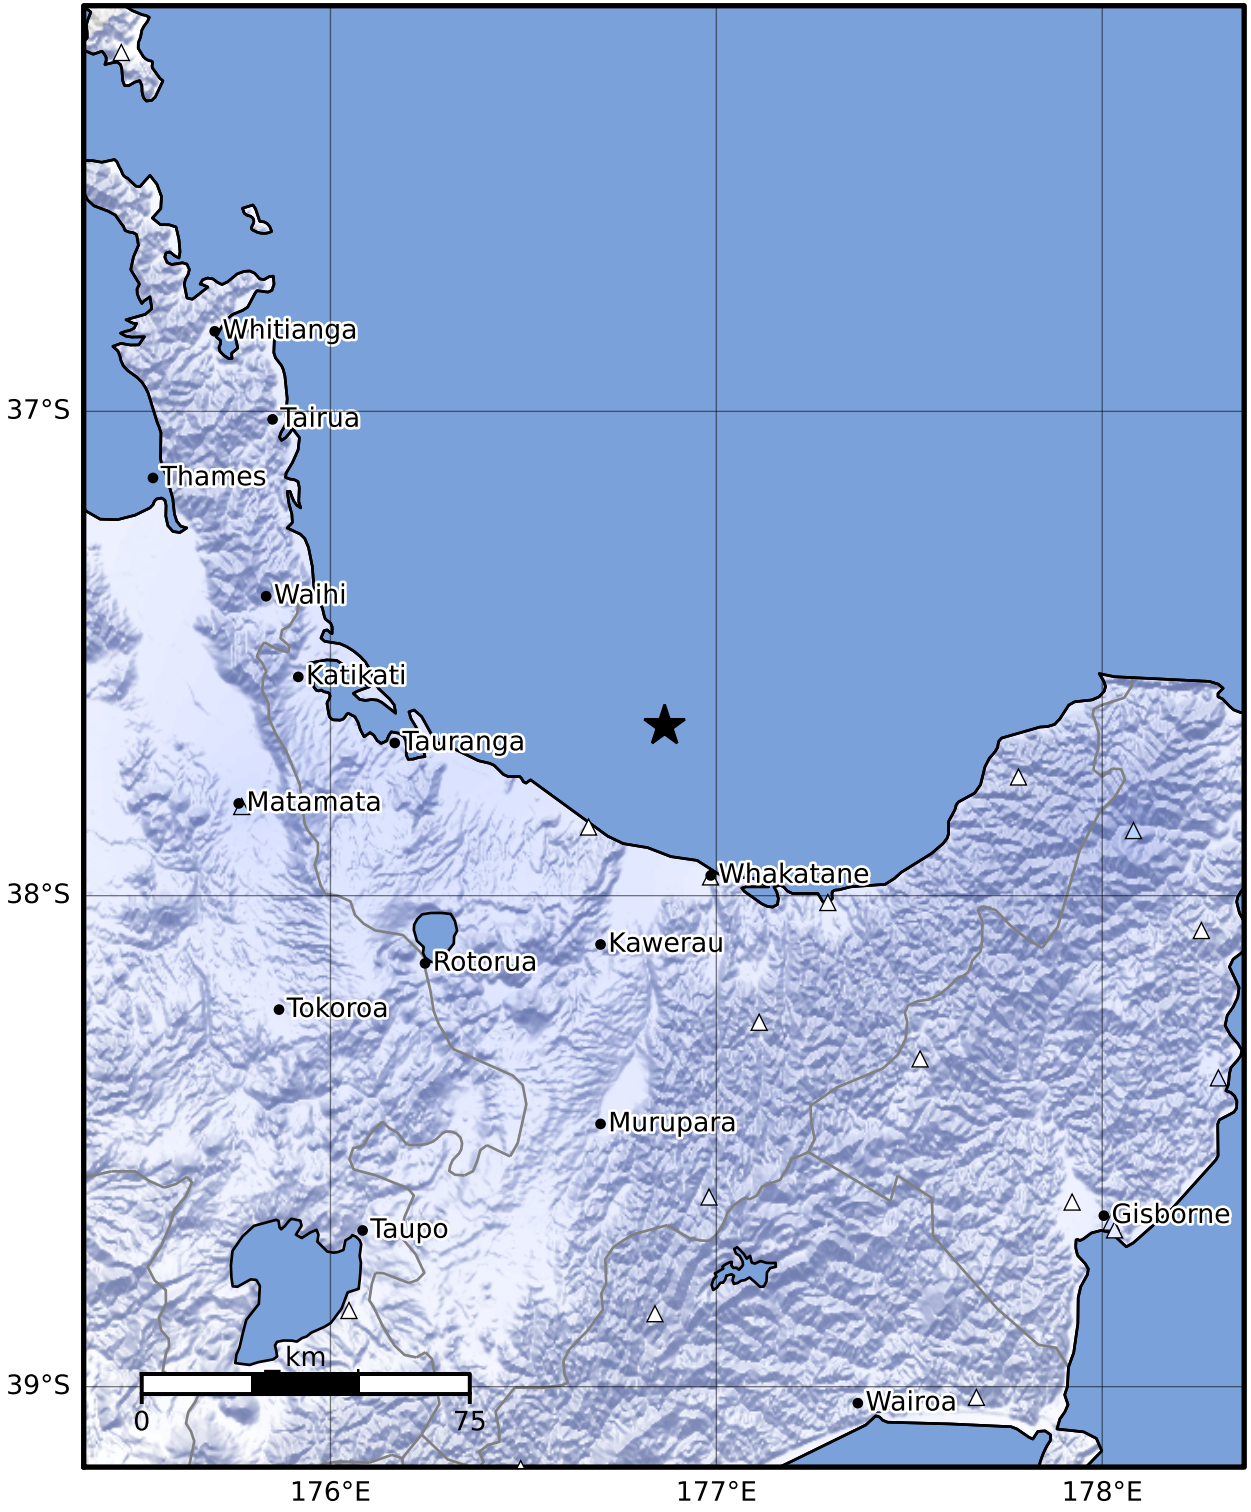 Whitianga
37°S
Tairua
Thames
Waihi
Katikati
Tauranga
Matamata
Whakatane
38°S
Kawerau
Rotorua
Tokoroa
Murupara
Gisborne
Taupo
km
39°S
Wairoa
0
75
176°E
177°E
178°E